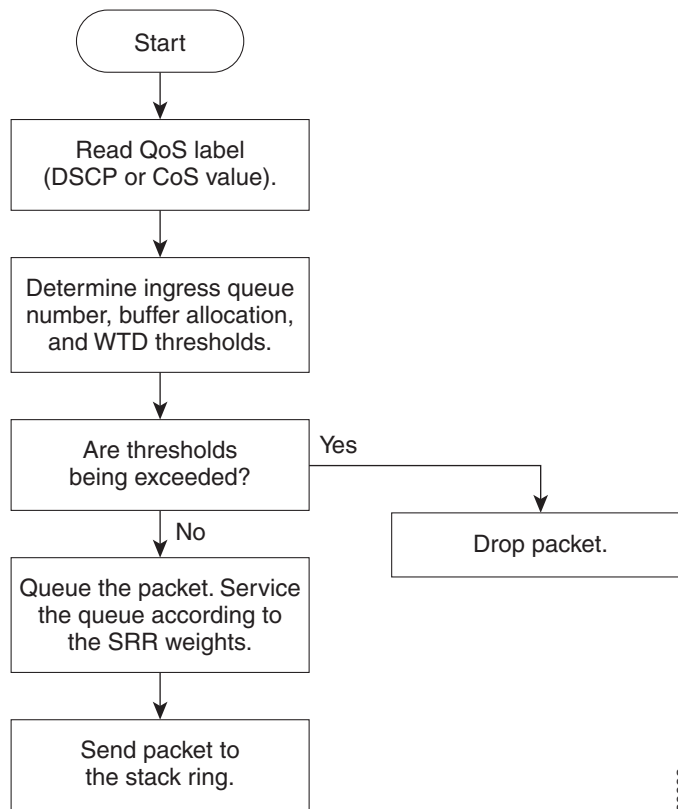 Start
Read QoS label
(DSCP or CoS value).
Determine ingress queue
number, buffer allocation,
and WTD thresholds.
Are thresholds
being exceeded?
Yes
No
Drop packet.
Queue the packet. Service
the queue according to
the SRR weights.
Send packet to
the stack ring.